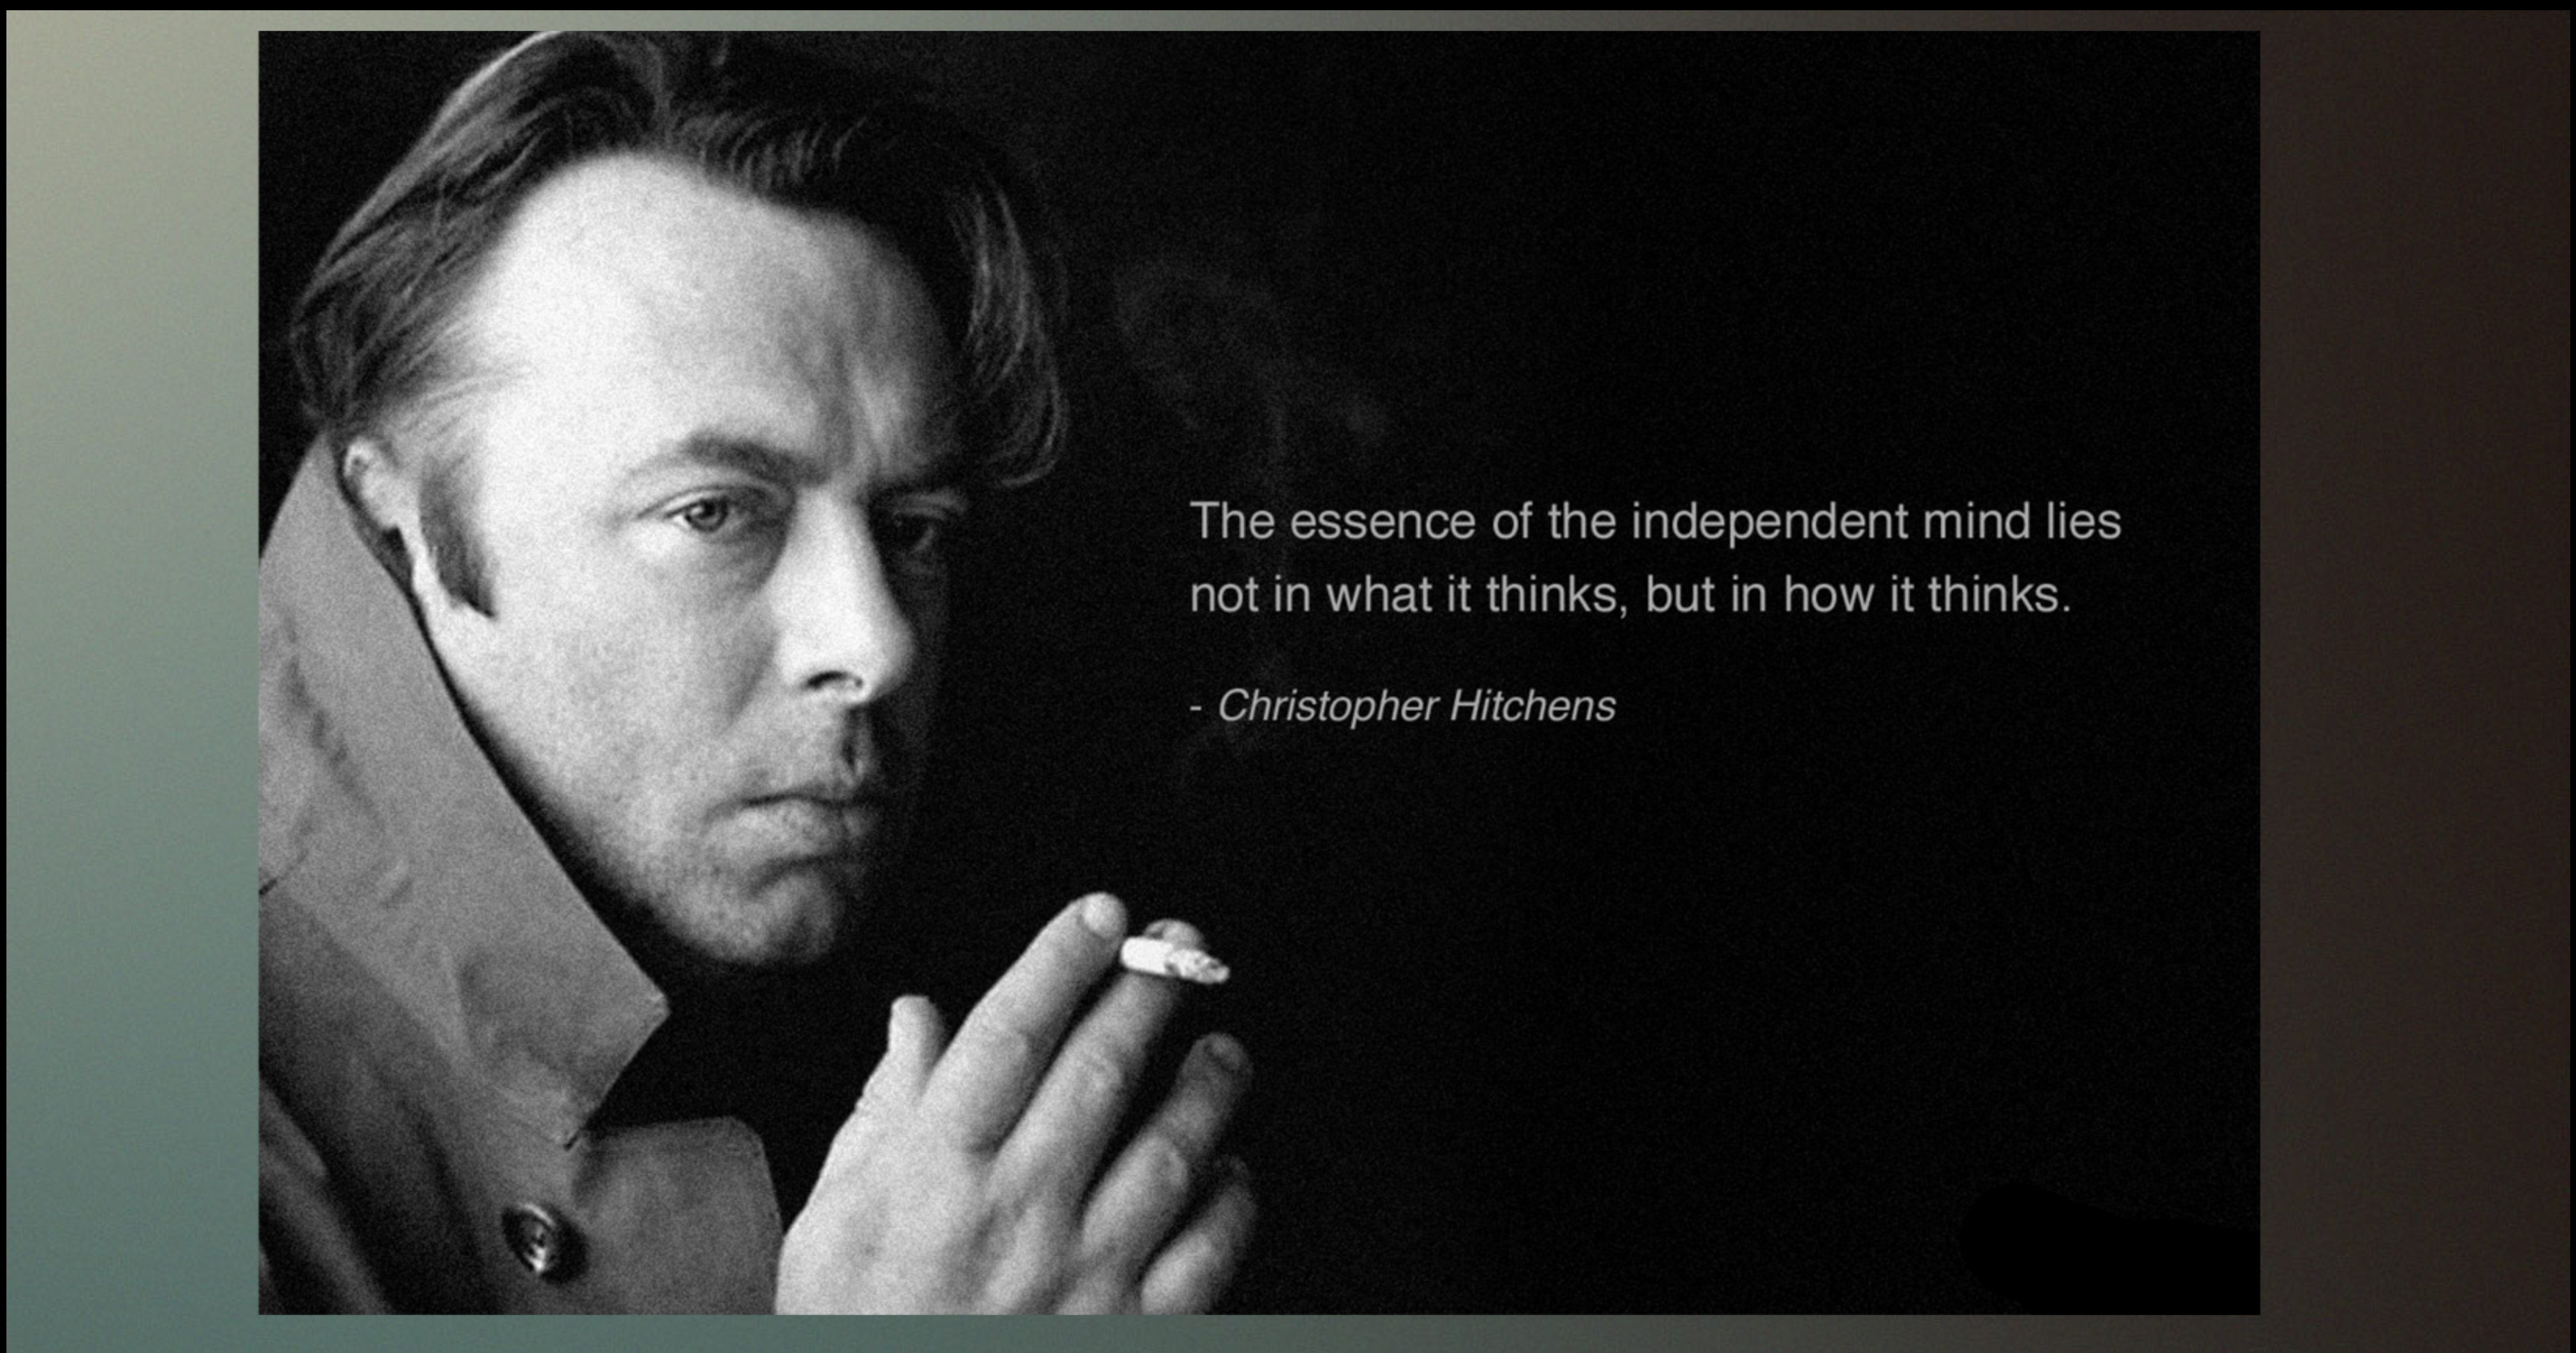 The essence of the independent mind lies
not in what it thinks, but in how it thinks.
- Christopher Hitchens